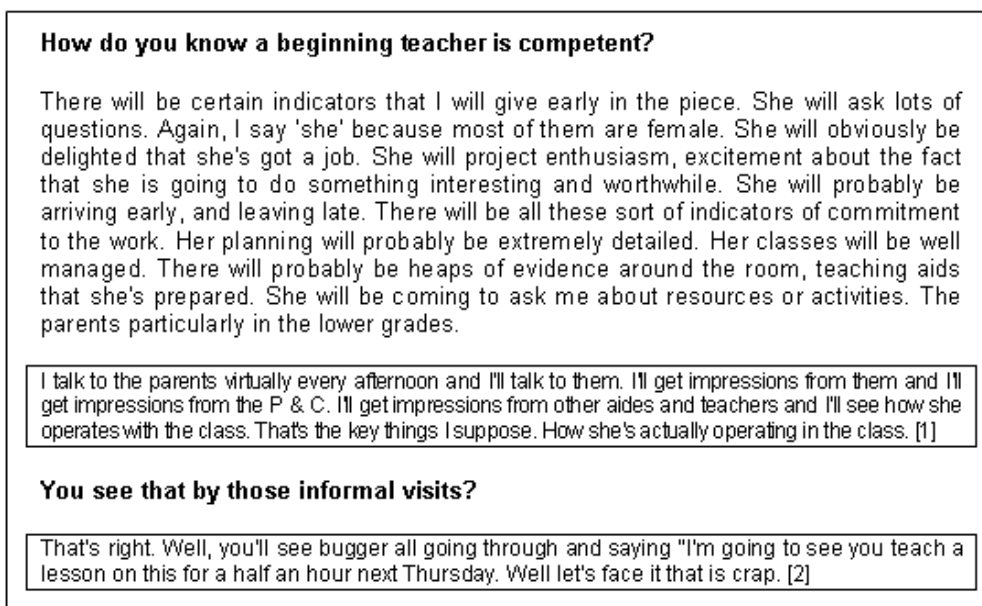 How do you know a beginning teacher is competent?
There will be certain indicators that I will give early in the piece. She will ask lots of
questions. Again, I say 'she' because most of them are female. She will obviously be
delighted that she's got a job. She will project enthusiasm, excitement about the fact
that she is going to do something interesting and worthwhile. She will probably be
arriving early, and leaving late. There will be all these sort of indicators of commitment
to the work. Her planning will probably be extremely detailed. Her classes will be well
managed. There will probably be heaps of evidence around the room, teaching aids
that she's prepared. She will be coming to ask me about resources or activities. The
parents particularly in the lower grades.
I talk to the parents virtually every afternoon and I'll talk to them. I'll get impressions from them and I'll
get impressions from the P & C. I'll get impressions from other aides and teachers and I'll see how she
operates with the class. That's the key things I suppose. How she's actually operating in the class. [1]
You see that by those informal visits?
That's right. Well, you'll see bugger all going through and saying "I'm going to see you teach a
lesson on this for a half an hour next Thursday. Well let's face it that is crap. [2]